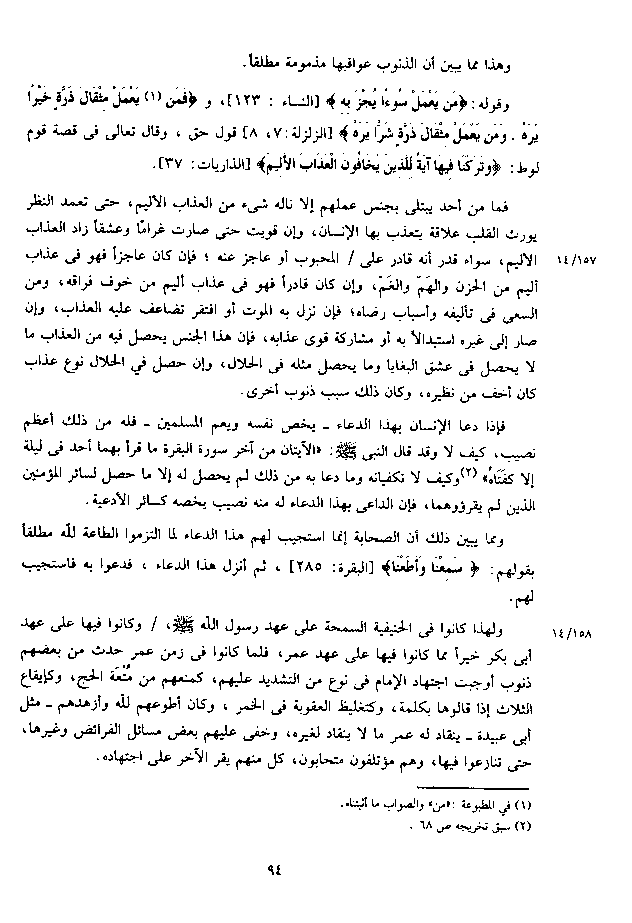 وهذا مما يبين أن الذنوب عواقبها مذمومة مطلقاً.
وقوله: ﴿مَن يَعْمَلْ سُوءًا يُجْزَ بِهِ﴾ [النساء : ١٢٣]، و ﴿فَمَن (١) يَعْمَلْ مِثْقَالَ ذَرَّةٍ خَيْرًا
يَرَهُ . وَمَن يَعْمَلْ مِثْقَالَ ذَرَّةٍ شَرًّا يَرَهُ﴾ [الزلزلة: ٧، ٨] قول حق ، وقال تعالى فى قصة قوم
لوط : ﴿وَتَرَكْنَا فِيهَا آيَةً لِّلَّذِينَ يَخَافُونَ الْعَذَابَ الأَلِيمَ﴾ [الذاريات: ٣٧].
فما من أحد يبتلى بجنس عملهم إلا ناله شىء من العذاب الأليم، حتى تعمد النظر
يورث القلب علاقة يتعذب بها الإنسان، وإن قويت حتى صارت غرامًا وعشقاً زاد العذاب
١٤/١٥٧ الأليم، سواء قدر أنه قادر على / المحبوب أو عاجز عنه ؛ فإن كان عاجزاً فهو فى عذاب
أليم من الحزن والهَمّ والغَمّ، وإن كان قادراً فهو فى عذاب أليم من خوف فراقه، ومن
السعى فى تأليفه وأسباب رضاه؛ فإن نزل به الموت أو افتقر تضاعف عليه العذاب، وإن
صار إلى غيره استبدالاً به أو مشاركة قوى عذابه، فإن هذا الجنس يحصل فيه من العذاب ما
لا يحصل فى عشق البغايا وما يحصل مثله فى الحلال، وإن حصل في الحلال نوع عذاب
كان أخف من نظيره، وكان ذلك سبب ذنوب أخرى.
فإذا دعا الإنسان بهذا الدعاء ـ يخص نفسه ويعم المسلمين ـ فله من ذلك أعظم
نصيب، كيف لا وقد قال النبى ﷺ: «الآيتان من آخر سورة البقرة ما قرأ بهما أحد فى ليلة
إلا كَفَتَاهُ» (٢) وكيف لا تكفيانه وما دعا به من ذلك لم يحصل له إلا ما حصل لسائر المؤمنين
الذين لم يقرؤوهما، فإن الداعى بهذا الدعاء له منه نصيب يخصه كسائر الأدعية.
ومما يبين ذلك أن الصحابة إنما استجيب لهم هذا الدعاء لما التزموا الطاعة لله مطلقاً
بقولهم: ﴿ سَمِعْنَا وَأَطَعْنَا﴾ [البقرة: ٢٨٥] ، ثم أنزل هذا الدعاء ، فدعوا به فاستجيب
لهم.
١٤/١٥٨ ولهذا كانوا فى الحنيفية السمحة على عهد رسول الله ﷺ، / وكانوا فيها على عهد
أبى بكر خيراً مما كانوا فيها على عهد عمر، فلما كانوا فى زمن عمر حدث من بعضهم
ذنوب أوجبت اجتهاد الإمام فى نوع من التشديد عليهم، كمنعهم من مُتْعَة الحج، وكإيقاع
الثلاث إذا قالوها بكلمة، وكتغليظ العقوبة فى الخمر ، وكان أطوعهم لله وأزهدهم ـ مثل
أبى عبيدة ـ ينقاد له عمر ما لا ينقاد لغيره، وخفى عليهم بعض مسائل الفرائض وغيرها،
حتى تنازعوا فيها، وهم مؤتلفون متحابون، كل منهم يقر الآخر على اجتهاده.
(١) في المطبوعة : «من» والصواب ما أثبتناه.
(٢) سبق تخريجه ص ٦٨ .
٩٤